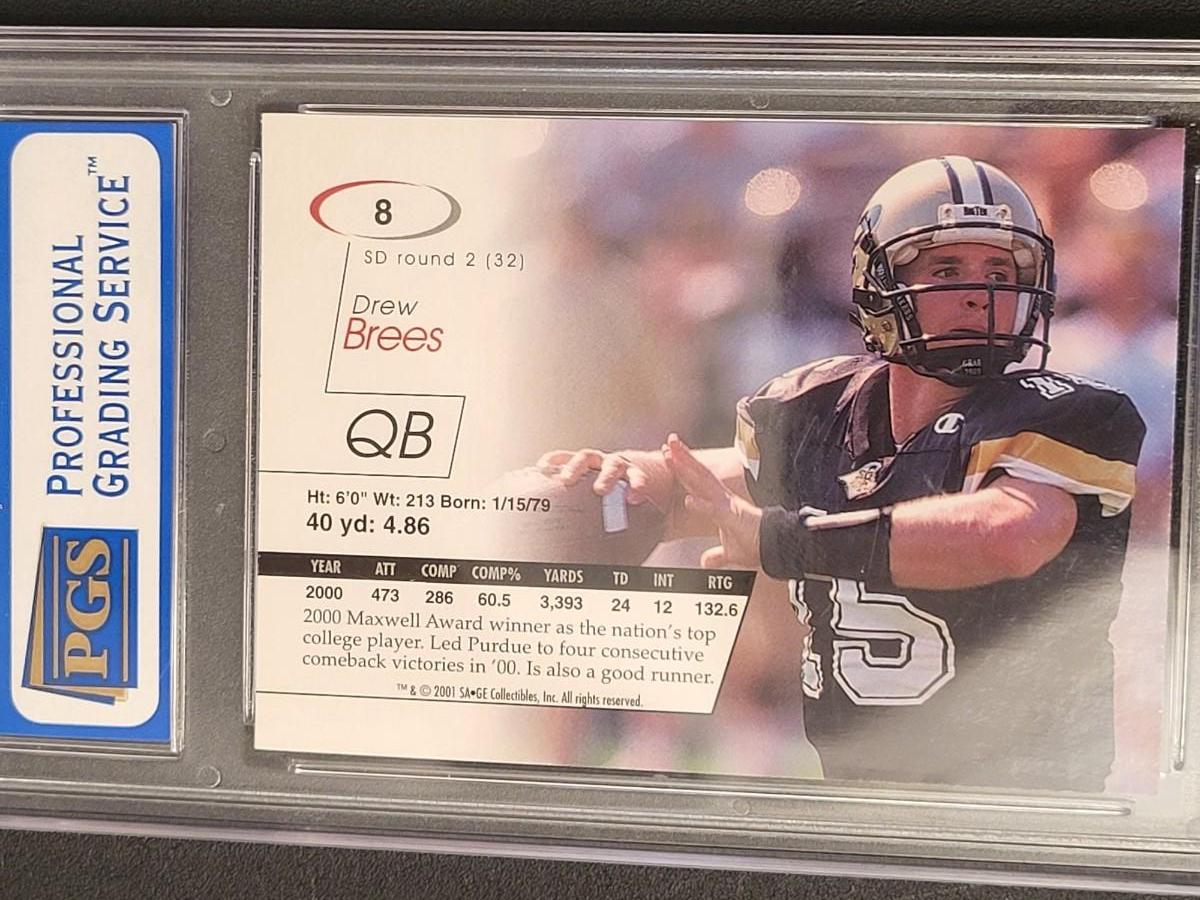 PROFESSIONAL
GRADING SERVICE™
PGS
8
SD round 2 (32)
Drew
Brees
QB
Ht: 6'0" Wt: 213 Born: 1/15/79
40 yd: 4.86
YEAR ATT COMP COMP% YARDS TD INT RTG
2000 473 286 60.5 3,393 24 12 132.6
2000 Maxwell Award winner as the nation's top
college player. Led Purdue to four consecutive
comeback victories in '00. Is also a good runner.
™ & © 2001 SA•GE Collectibles, Inc. All rights reserved.
5